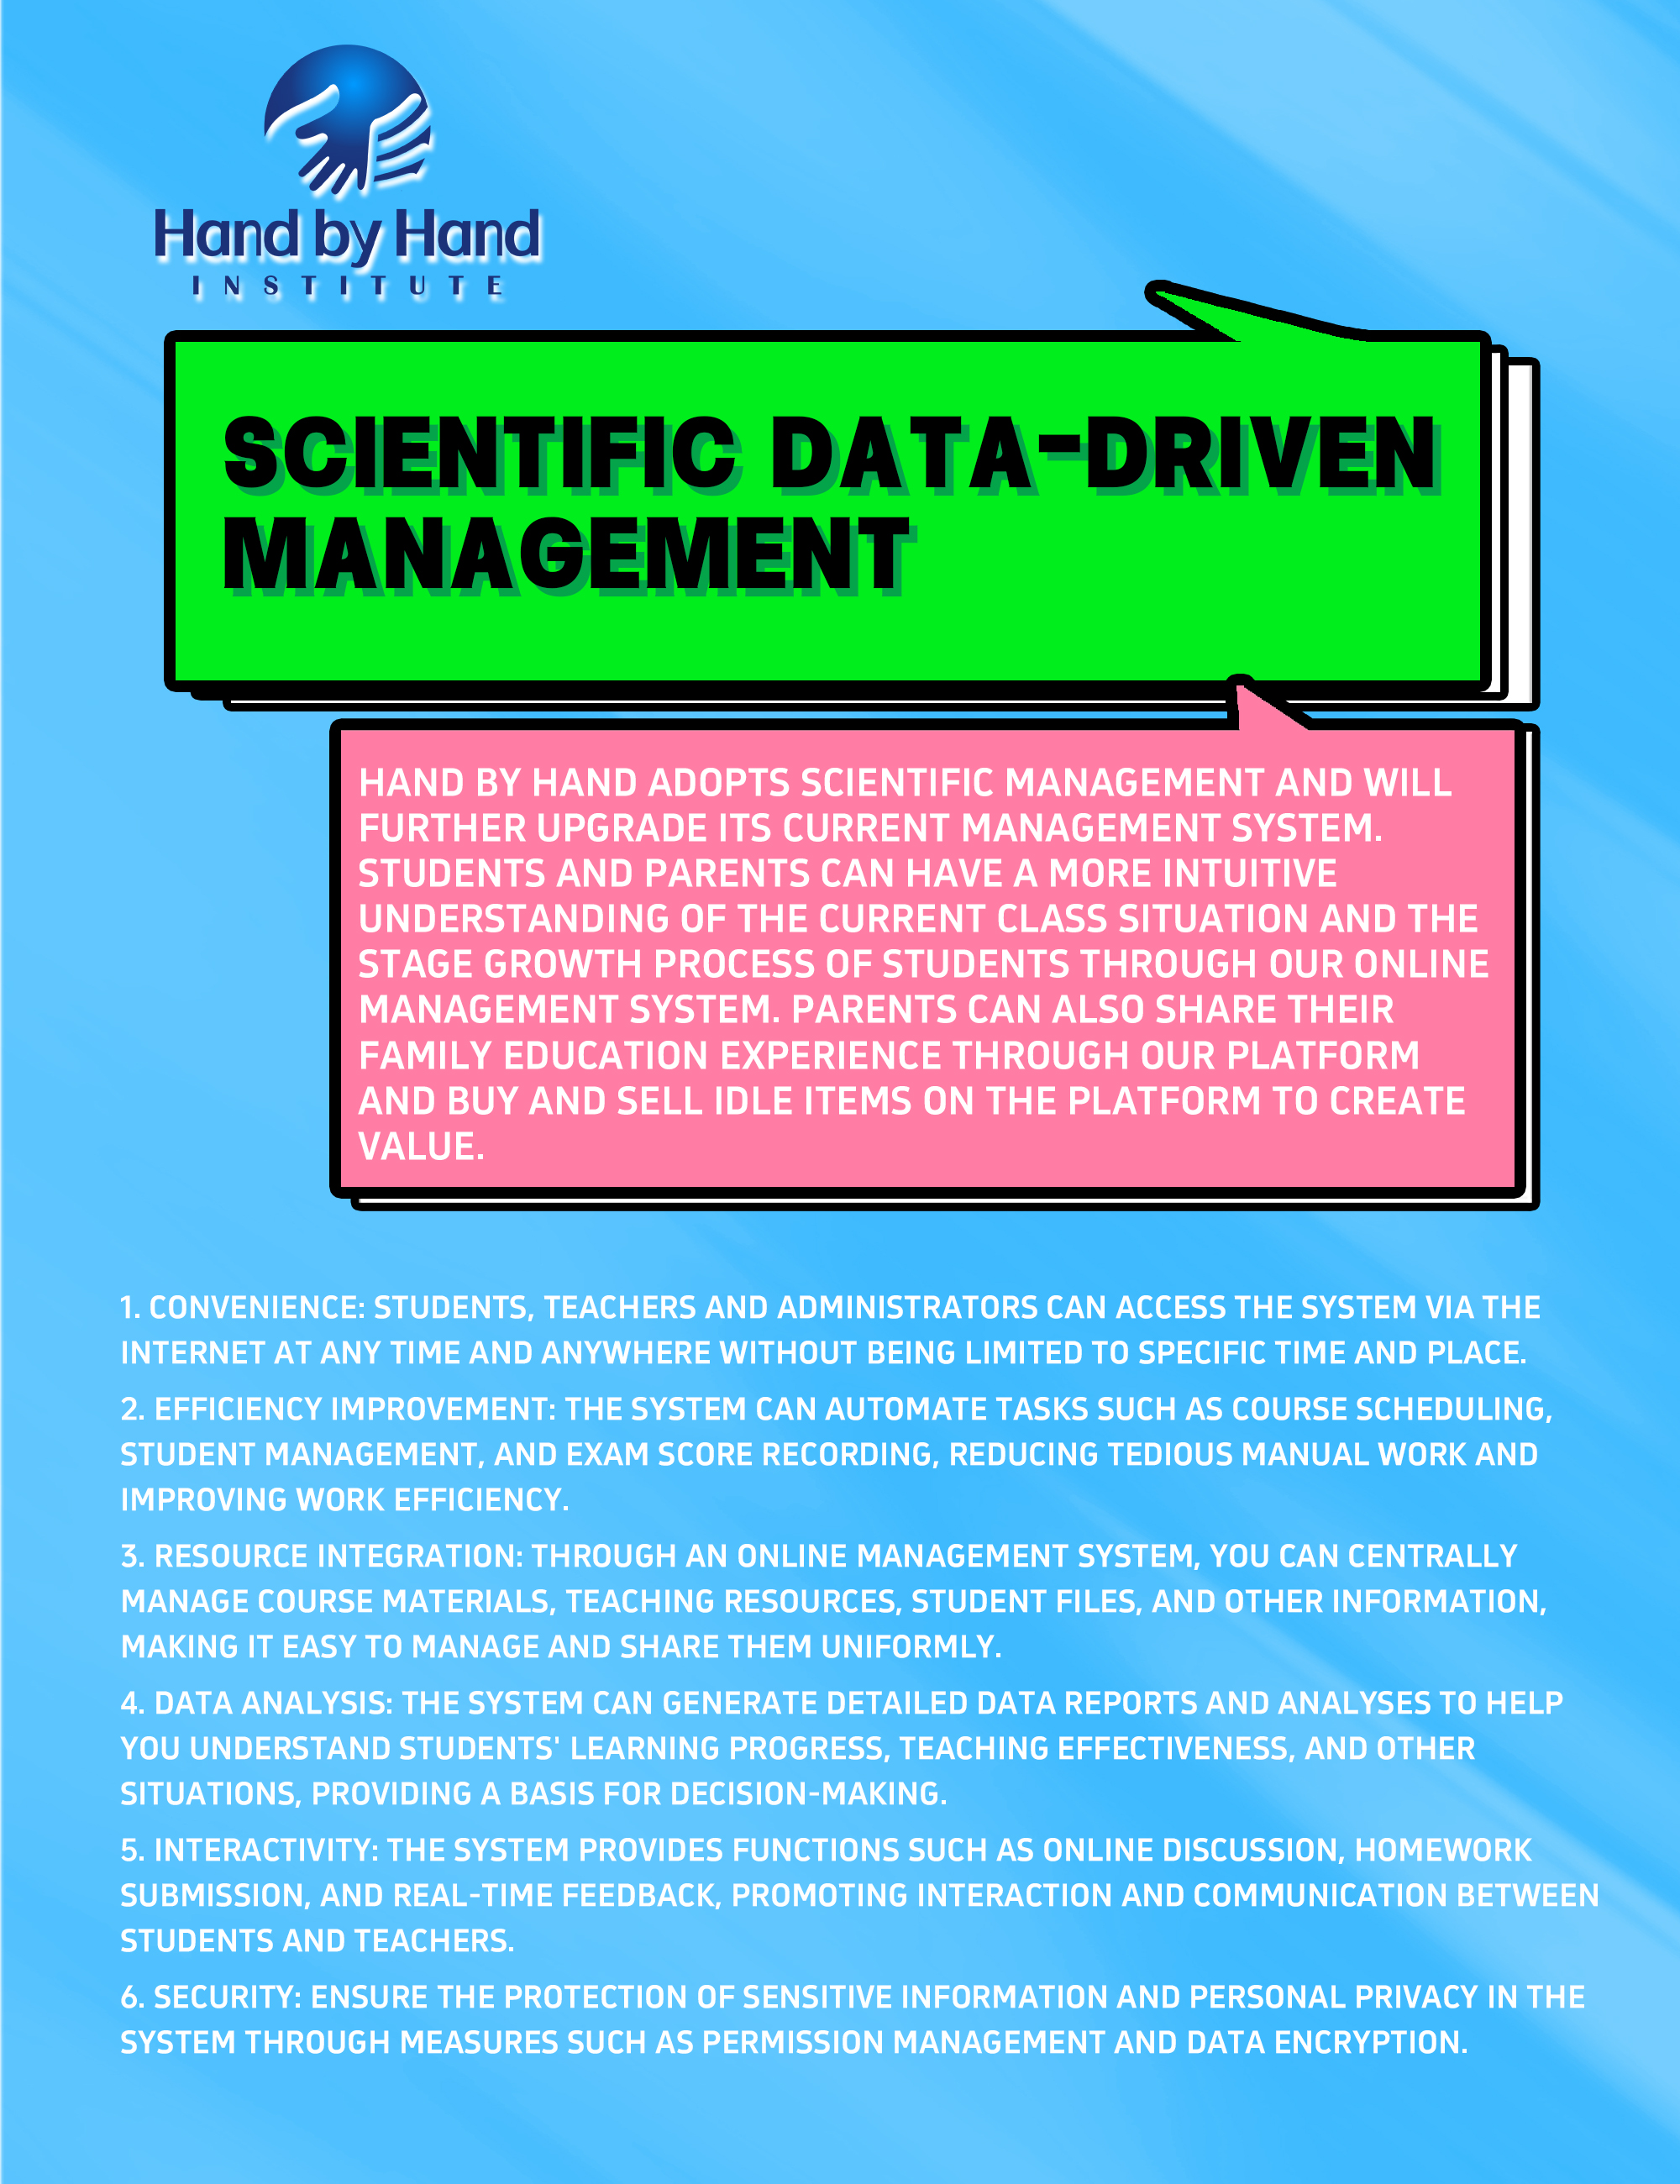 Hand by Hand
INSTITUTE
SCIENTIFIC DATA-DRIVEN
MANAGEMENT
HAND BY HAND ADOPTS SCIENTIFIC MANAGEMENT AND WILL
FURTHER UPGRADE ITS CURRENT MANAGEMENT SYSTEM.
STUDENTS AND PARENTS CAN HAVE A MORE INTUITIVE
UNDERSTANDING OF THE CURRENT CLASS SITUATION AND THE
STAGE GROWTH PROCESS OF STUDENTS THROUGH OUR ONLINE
MANAGEMENT SYSTEM. PARENTS CAN ALSO SHARE THEIR
FAMILY EDUCATION EXPERIENCE THROUGH OUR PLATFORM
AND BUY AND SELL IDLE ITEMS ON THE PLATFORM TO CREATE
VALUE.
1. CONVENIENCE: STUDENTS, TEACHERS AND ADMINISTRATORS CAN ACCESS THE SYSTEM VIA THE
INTERNET AT ANY TIME AND ANYWHERE WITHOUT BEING LIMITED TO SPECIFIC TIME AND PLACE.
2. EFFICIENCY IMPROVEMENT: THE SYSTEM CAN AUTOMATE TASKS SUCH AS COURSE SCHEDULING,
STUDENT MANAGEMENT, AND EXAM SCORE RECORDING, REDUCING TEDIOUS MANUAL WORK AND
IMPROVING WORK EFFICIENCY.
3. RESOURCE INTEGRATION: THROUGH AN ONLINE MANAGEMENT SYSTEM, YOU CAN CENTRALLY
MANAGE COURSE MATERIALS, TEACHING RESOURCES, STUDENT FILES, AND OTHER INFORMATION,
MAKING IT EASY TO MANAGE AND SHARE THEM UNIFORMLY.
4. DATA ANALYSIS: THE SYSTEM CAN GENERATE DETAILED DATA REPORTS AND ANALYSES TO HELP
YOU UNDERSTAND STUDENTS' LEARNING PROGRESS, TEACHING EFFECTIVENESS, AND OTHER
SITUATIONS, PROVIDING A BASIS FOR DECISION-MAKING.
5. INTERACTIVITY: THE SYSTEM PROVIDES FUNCTIONS SUCH AS ONLINE DISCUSSION, HOMEWORK
SUBMISSION, AND REAL-TIME FEEDBACK, PROMOTING INTERACTION AND COMMUNICATION BETWEEN
STUDENTS AND TEACHERS.
6. SECURITY: ENSURE THE PROTECTION OF SENSITIVE INFORMATION AND PERSONAL PRIVACY IN THE
SYSTEM THROUGH MEASURES SUCH AS PERMISSION MANAGEMENT AND DATA ENCRYPTION.